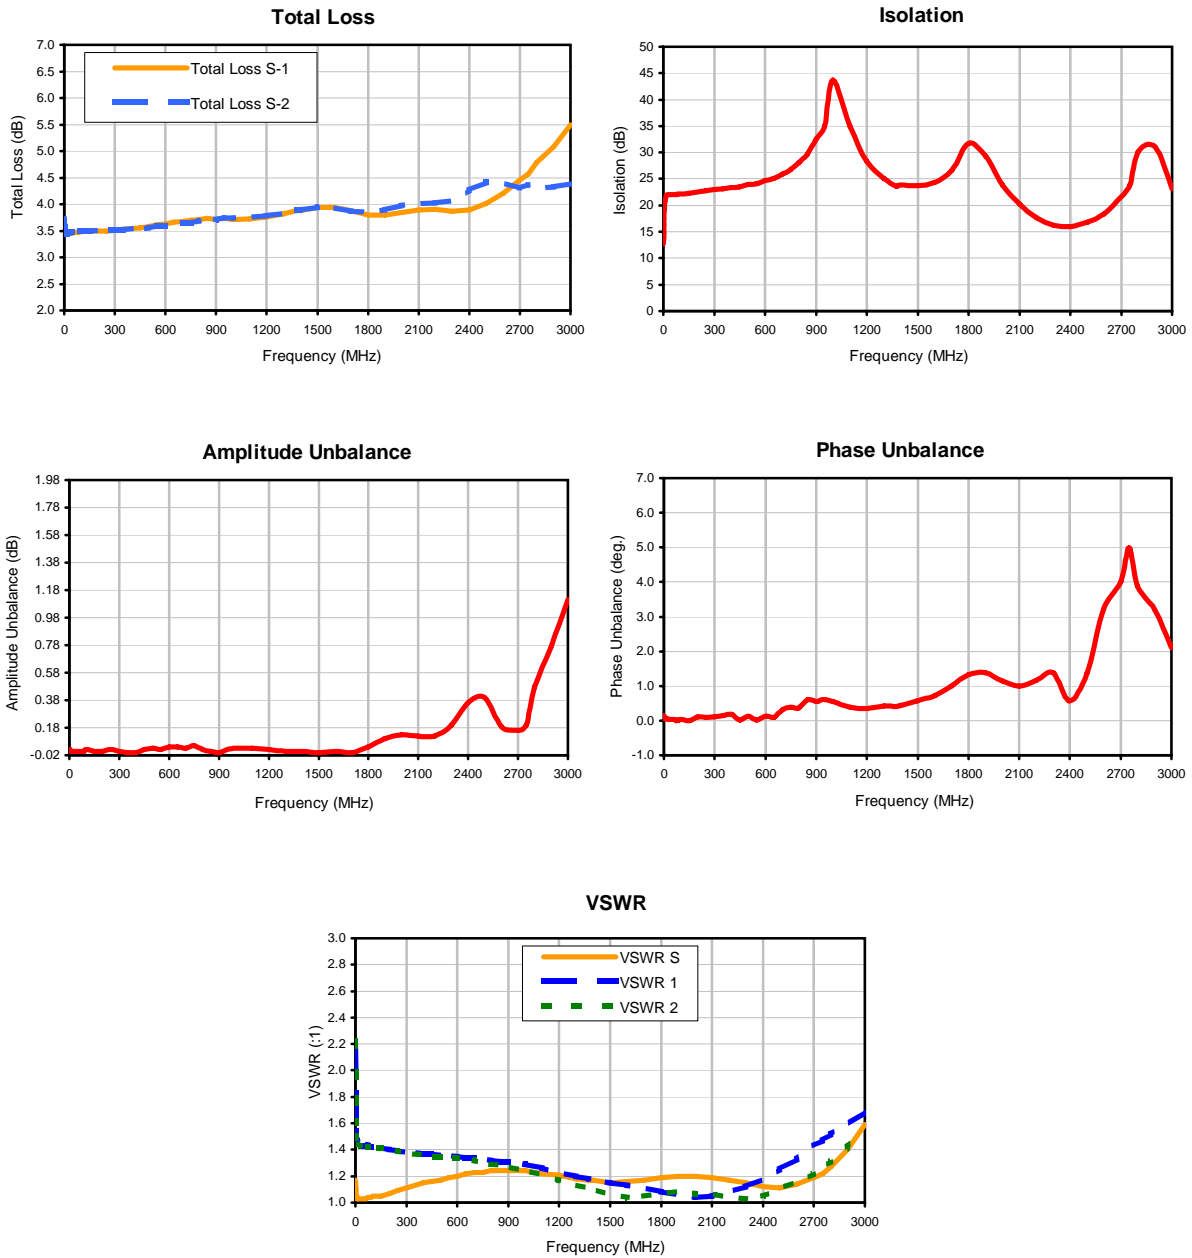 Total Loss
7.0
6.5
6.0
5.5
5.0
4.5
4.0
3.5
3.0
2.5
2.0
Total Loss (dB)
Total Loss S-1
Total Loss S-2
0 300 600 900 1200 1500 1800 2100 2400 2700 3000
Frequency (MHz)
Isolation
50
45
40
35
30
25
20
15
10
5
0
Isolation (dB)
0 300 600 900 1200 1500 1800 2100 2400 2700 3000
Frequency (MHz)
Amplitude Unbalance
1.98
1.78
1.58
1.38
1.18
0.98
0.78
0.58
0.38
0.18
-0.02
Amplitude Unbalance (dB)
0 300 600 900 1200 1500 1800 2100 2400 2700 3000
Frequency (MHz)
Phase Unbalance
7.0
6.0
5.0
4.0
3.0
2.0
1.0
0.0
-1.0
Phase Unbalance (deg.)
0 300 600 900 1200 1500 1800 2100 2400 2700 3000
Frequency (MHz)
VSWR
3.0
2.8
2.6
2.4
2.2
2.0
1.8
1.6
1.4
1.2
1.0
VSWR (:1)
VSWR S
VSWR 1
VSWR 2
0 300 600 900 1200 1500 1800 2100 2400 2700 3000
Frequency (MHz)